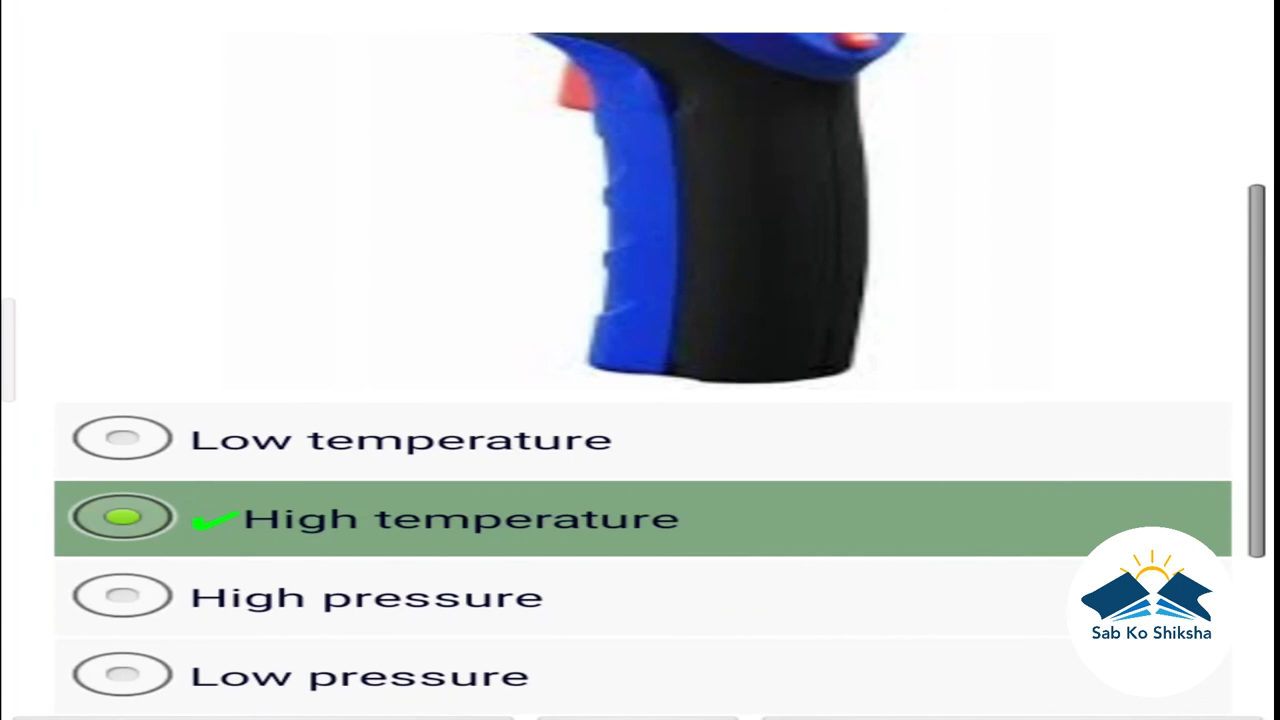 Low temperature
✔High temperature
High pressure
Low pressure
Sab Ko Shiksha